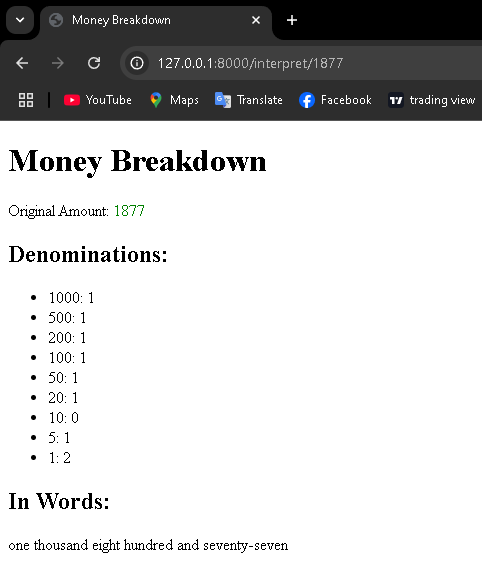 Money Breakdown
127.0.0.1:8000/interpret/1877
YouTube Maps Translate Facebook trading view
Money Breakdown
Original Amount: 1877
Denominations:
1000: 1
500: 1
200: 1
100: 1
50: 1
20: 1
10: 0
5: 1
1: 2
In Words:
one thousand eight hundred and seventy-seven